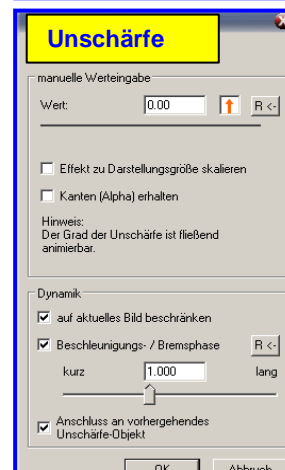 Unschärfe
manuelle Werteingabe
Wert: 0.00 R <-
Effekt zu Darstellungsgröße skalieren
Kanten (Alpha) erhalten
Hinweis:
Der Grad der Unschärfe ist fließend
animierbar.
Dynamik
auf aktuelles Bild beschränken
Beschleunigungs- / Bremsphase R <-
kurz 1.000 lang
Anschluss an vorhergehendes
Unschärfe-Objekt
OK Abbruch